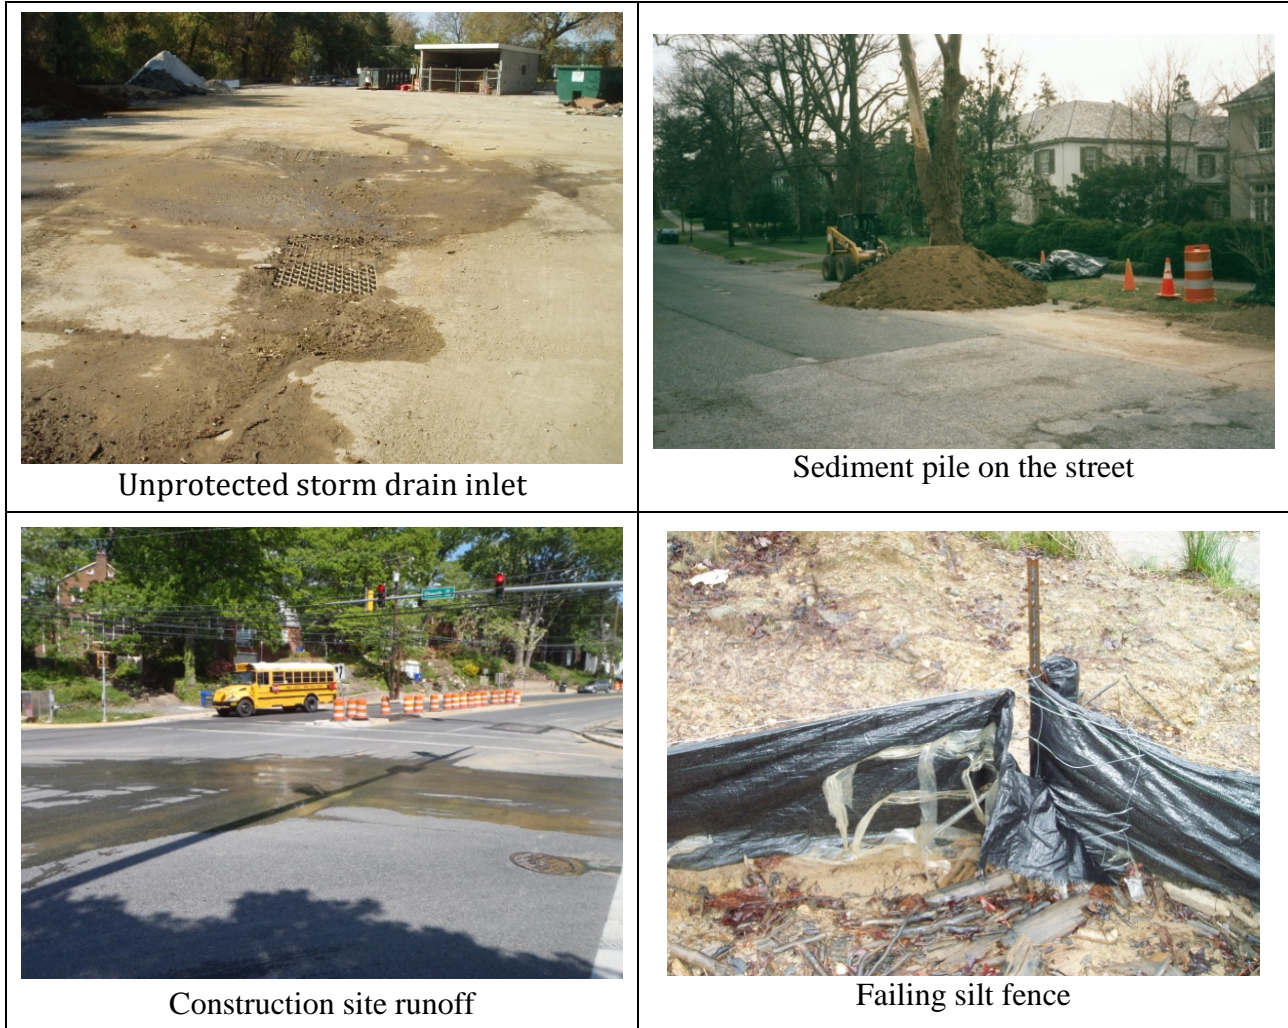 Unprotected storm drain inlet
Sediment pile on the street
Construction site runoff
Failing silt fence